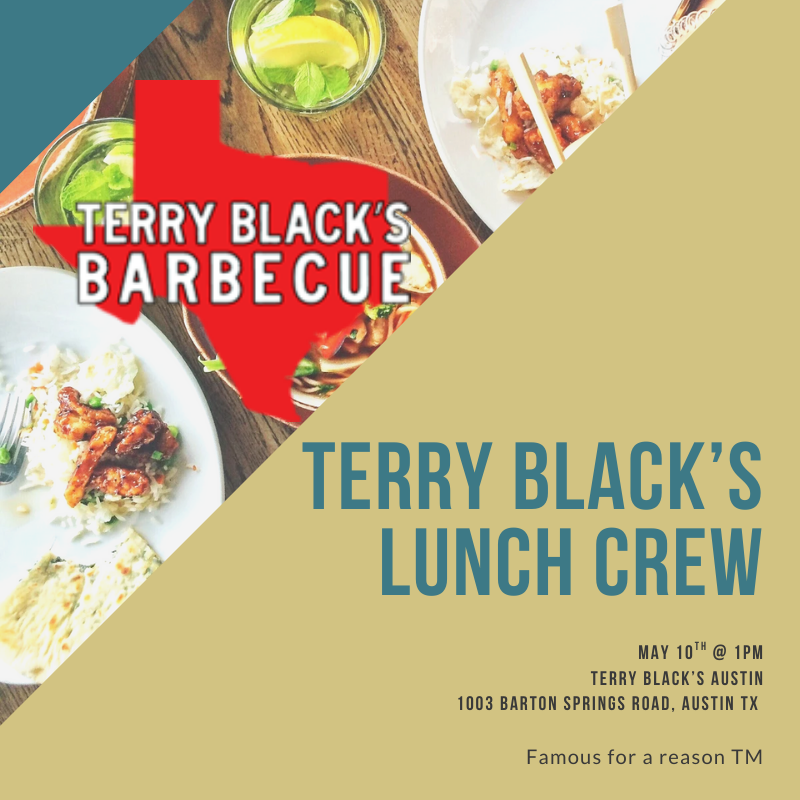 TERRY BLACK'S
BARBECUE
TERRY BLACK'S
LUNCH CREW
MAY 10TH @ 1PM
TERRY BLACK'S AUSTIN
1003 BARTON SPRINGS ROAD, AUSTIN TX
Famous for a reason TM